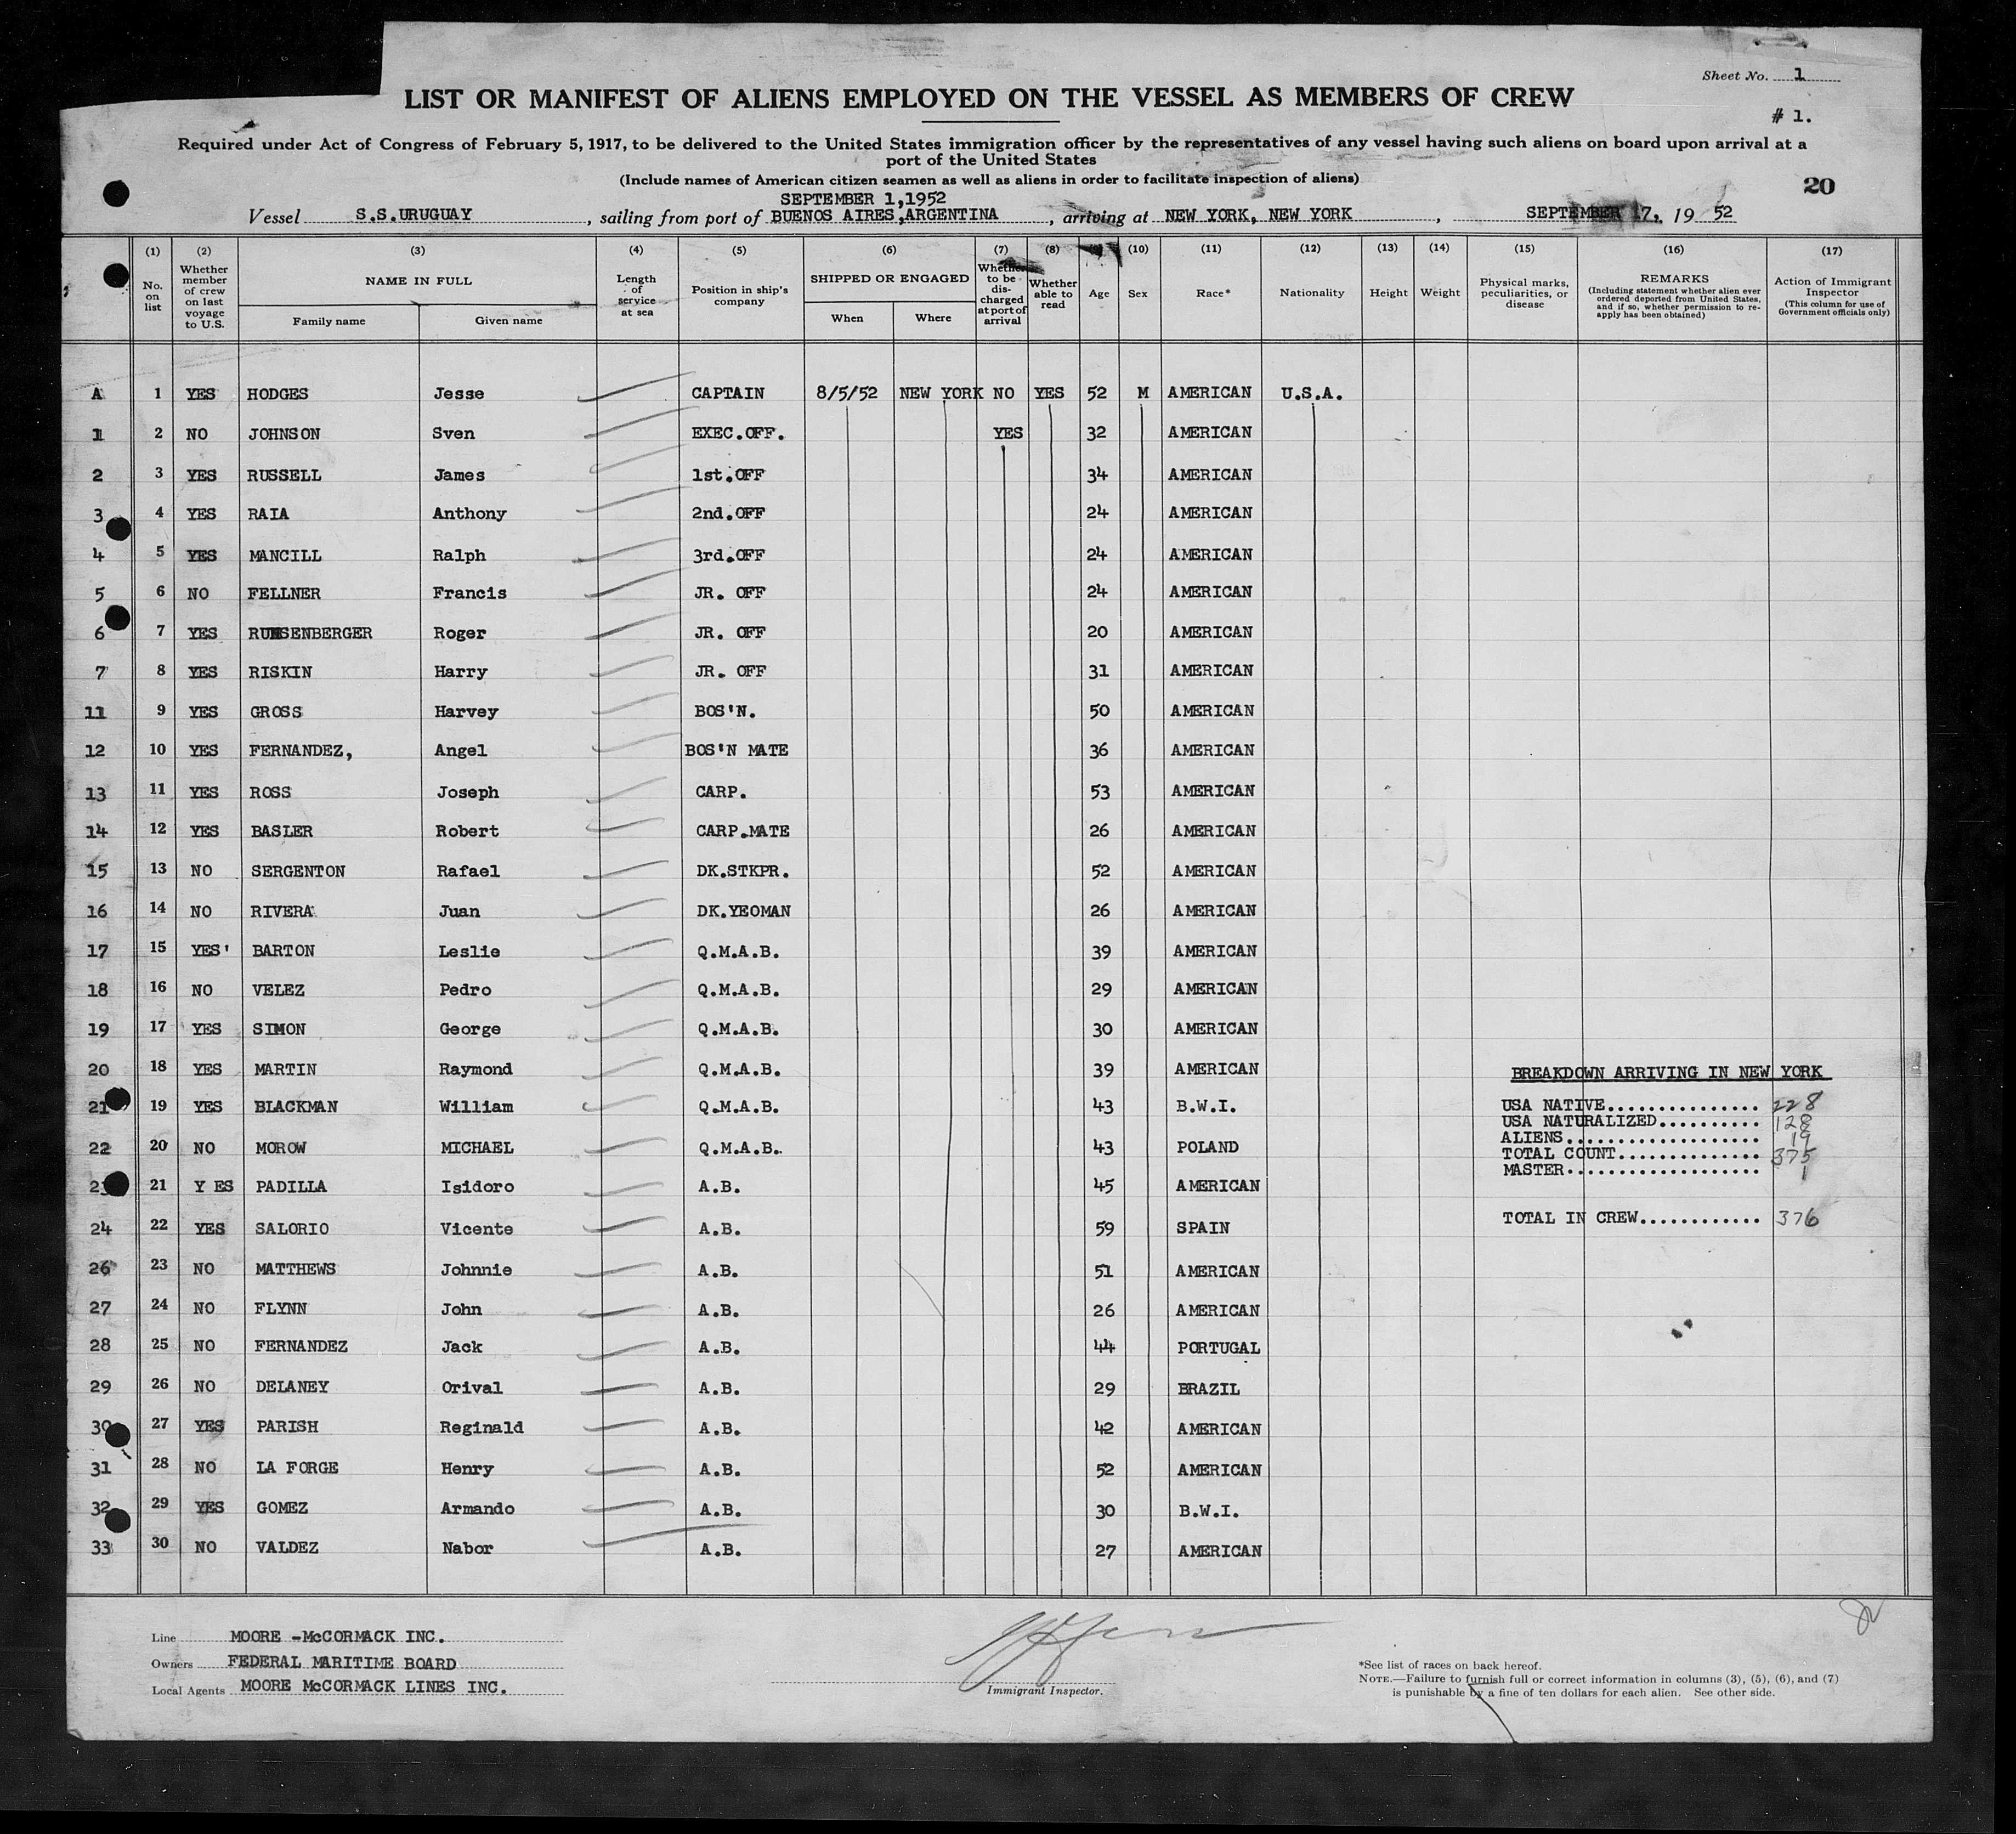 Sheet No. 1
LIST OR MANIFEST OF ALIENS EMPLOYED ON THE VESSEL AS MEMBERS OF CREW
# 1.
Required under Act of Congress of February 5, 1917, to be delivered to the United States immigration officer by the representatives of any vessel having such aliens on board upon arrival at a
port of the United States
(Include names of American citizen seamen as well as aliens in order to facilitate inspection of aliens)
20
SEPTEMBER 1,1952
Vessel S.S.URUGUAY, sailing from port of BUENOS AIRES,ARGENTINA, arriving at NEW YORK, NEW YORK, SEPTEMBER 17, 19 52
(1) (2) (3) (4) (5) (6) (7) (8) (10) (11) (12) (13) (14) (15) (16) (17)
No. on list
Whether member of crew on last voyage to U.S.
NAME IN FULL
Family name Given name
Length of service at sea
Position in ship's company
SHIPPED OR ENGAGED
When Where
Whether to be discharged at port of arrival
Whether able to read
Age
Sex
Race*
Nationality
Height
Weight
Physical marks, peculiarities, or disease
REMARKS
(Including statement whether alien ever ordered deported from United States, and if so, whether permission to re-apply has been obtained)
Action of Immigrant Inspector
(This column for use of Government officials only)
A 1 YES HODGES Jesse CAPTAIN 8/5/52 NEW YORK NO YES 52 M AMERICAN U.S.A.
1 2 NO JOHNSON Sven EXEC.OFF. YES 32 AMERICAN
2 3 YES RUSSELL James 1st.OFF 34 AMERICAN
3 4 YES RAIA Anthony 2nd.OFF 24 AMERICAN
4 5 YES MANCILL Ralph 3rd.OFF 24 AMERICAN
5 6 NO FELLNER Francis JR. OFF 24 AMERICAN
6 7 YES Roger JR. OFF 20 AMERICAN
7 8 YES RISKIN Harry JR. OFF 31 AMERICAN
11 9 YES GROSS Harvey BOS'N. 50 AMERICAN
12 10 YES FERNANDEZ, Angel BOS'N MATE 36 AMERICAN
13 11 YES ROSS Joseph CARP. 53 AMERICAN
14 12 YES BASLER Robert CARP.MATE 26 AMERICAN
15 13 NO SERGENTON Rafael DK.STKPR. 52 AMERICAN
16 14 NO RIVERA Juan DK.YEOMAN 26 AMERICAN
17 15 YES' BARTON Leslie Q.M.A.B. 39 AMERICAN
18 16 NO VELEZ Pedro Q.M.A.B. 29 AMERICAN
19 17 YES SIMON George Q.M.A.B. 30 AMERICAN
20 18 YES MARTIN Raymond Q.M.A.B. 39 AMERICAN
21 19 YES BLACKMAN William Q.M.A.B. 43 B.W.I.
22 20 NO MOROW MICHAEL Q.M.A.B. 43 POLAND
23 21 Y ES PADILLA Isidoro A.B. 45 AMERICAN
24 22 YES SALORIO Vicente A.B. 59 SPAIN
26 23 NO MATTHEWS Johnnie A.B. 51 AMERICAN
27 24 NO FLYNN John A.B. 26 AMERICAN
28 25 NO FERNANDEZ Jack A.B. 44 PORTUGAL
29 26 NO DELANEY Orival A.B. 29 BRAZIL
30 27 YES PARISH Reginald A.B. 42 AMERICAN
31 28 NO LA FORGE Henry A.B. 52 AMERICAN
32 29 YES GOMEZ Armando A.B. 30 B.W.I.
33 30 NO VALDEZ Nabor A.B. 27 AMERICAN
BREAKDOWN ARRIVING IN NEW YORK
USA NATIVE............... 228
USA NATURALIZED.......... 128
ALIENS................... 19
TOTAL COUNT.............. 375
MASTER................... 1
TOTAL IN CREW............ 376
Line MOORE -McCORMACK INC.
Owners FEDERAL MARITIME BOARD
Local Agents MOORE McCORMACK LINES INC.
Immigrant Inspector.
*See list of races on back hereof.
NOTE.—Failure to furnish full or correct information in columns (3), (5), (6), and (7)
is punishable by a fine of ten dollars for each alien. See other side.